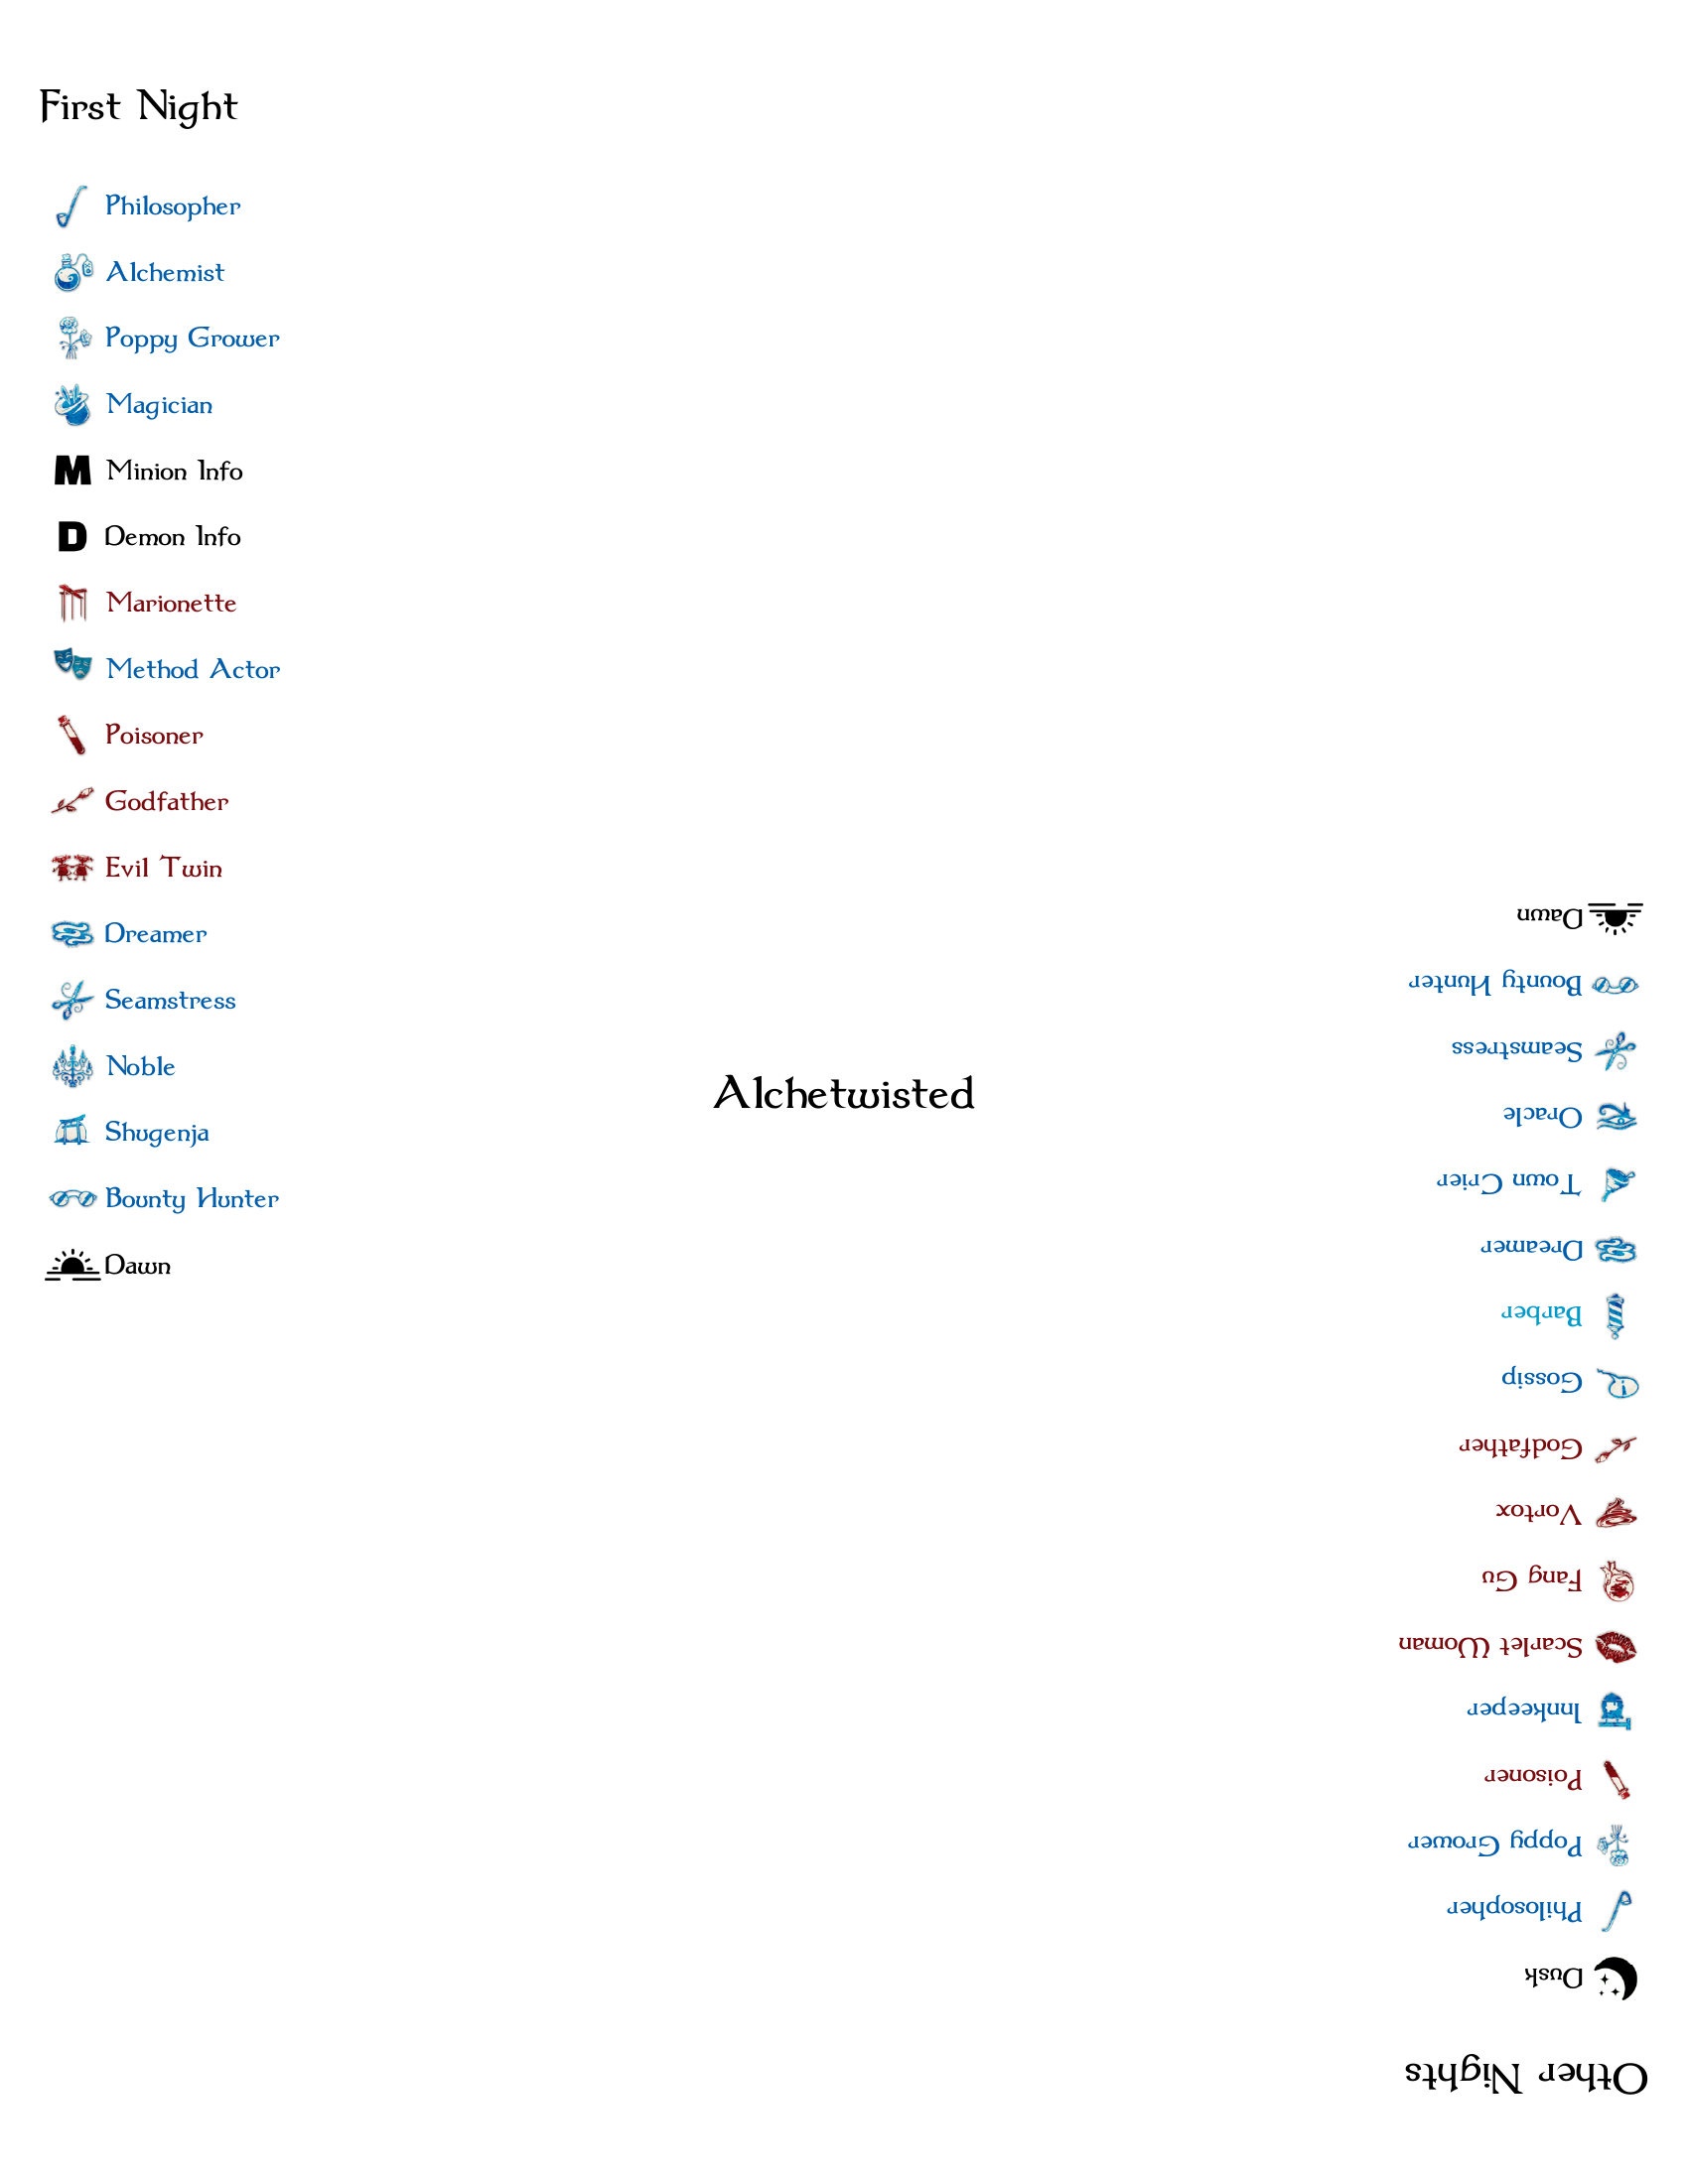 First Night
Philosopher
Alchemist
Poppy Grower
Magician
M Minion Info
D Demon Info
Marionette
Method Actor
Poisoner
Godfather
Evil Twin
Dreamer
Seamstress
Noble
Shugenja
Bounty Hunter
Dawn
Alchetwisted
Other Nights
Dusk
Philosopher
Poppy Grower
Poisoner
Innkeeper
Scarlet Woman
Fang Gu
Vortox
Godfather
Gossip
Barber
Dreamer
Town Crier
Oracle
Seamstress
Bounty Hunter
Dawn